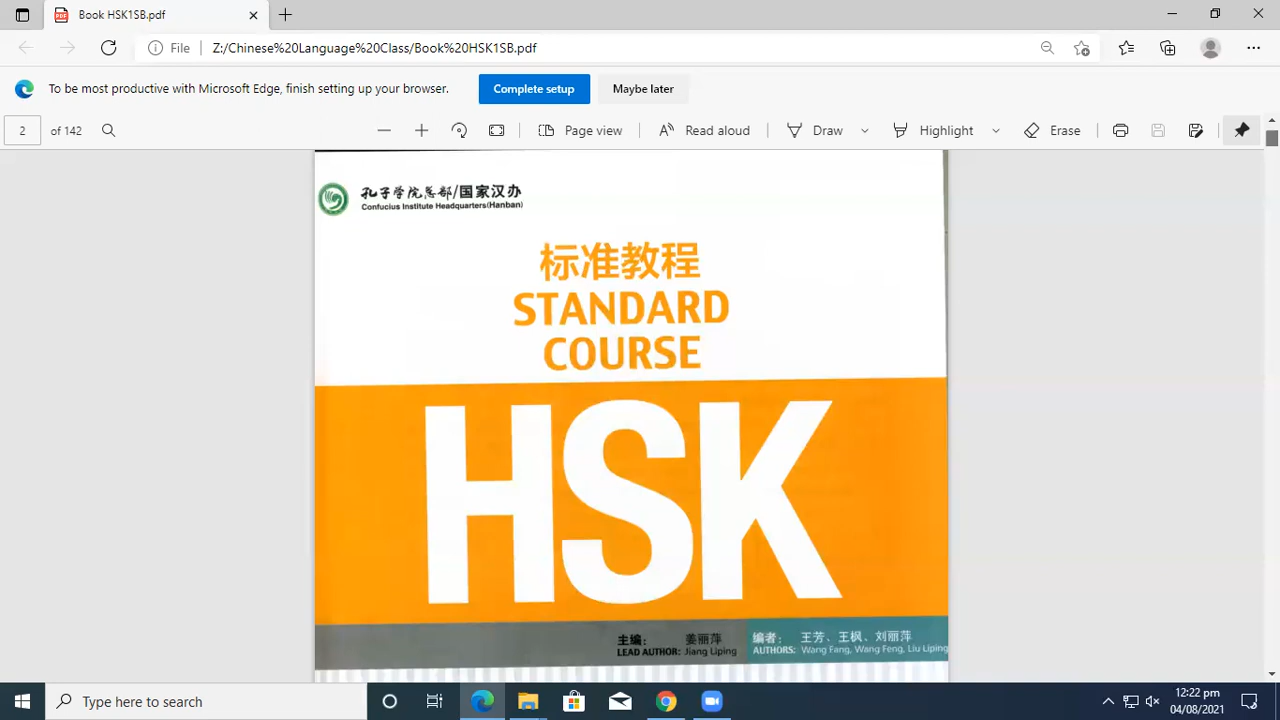 Book HSK1SB.pdf
File Z:/Chinese%20Language%20Class/Book%20HSK1SB.pdf
To be most productive with Microsoft Edge, finish setting up your browser. Complete setup Maybe later
2 of 142 Page view Read aloud Draw Highlight Erase
孔子学院总部/国家汉办
Confucius Institute Headquarters(Hanban)
标准教程
STANDARD
COURSE
HSK
主编: 姜丽萍
LEAD AUTHOR: Jiang Liping
编者: 王芳、王枫、刘丽萍
AUTHORS: Wang Fang, Wang Feng, Liu Liping
Type here to search
12:22 pm
04/08/2021